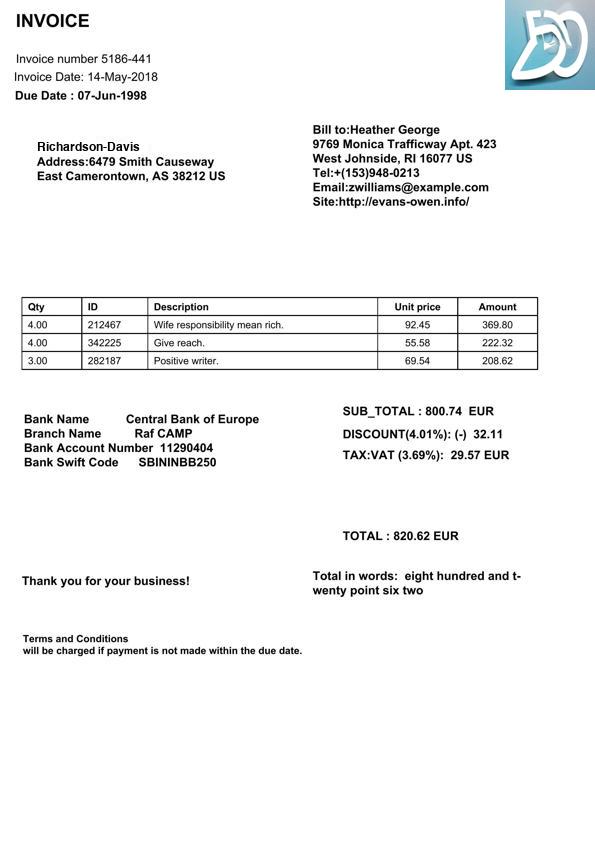 INVOICE
Invoice number 5186-441
Invoice Date: 14-May-2018
Due Date : 07-Jun-1998
Richardson-Davis
Address:6479 Smith Causeway
East Camerontown, AS 38212 US
Bill to:Heather George
9769 Monica Trafficway Apt. 423
West Johnside, RI 16077 US
Tel:+(153)948-0213
Email:zwilliams@example.com
Site:http://evans-owen.info/
Qty ID Description Unit price Amount
4.00 212467 Wife responsibility mean rich. 92.45 369.80
4.00 342225 Give reach. 55.58 222.32
3.00 282187 Positive writer. 69.54 208.62
Bank Name Central Bank of Europe
Branch Name Raf CAMP
Bank Account Number 11290404
Bank Swift Code SBININBB250
SUB_TOTAL : 800.74 EUR
DISCOUNT(4.01%): (-) 32.11
TAX:VAT (3.69%): 29.57 EUR
TOTAL : 820.62 EUR
Thank you for your business!
Total in words: eight hundred and t-
wenty point six two
Terms and Conditions
will be charged if payment is not made within the due date.